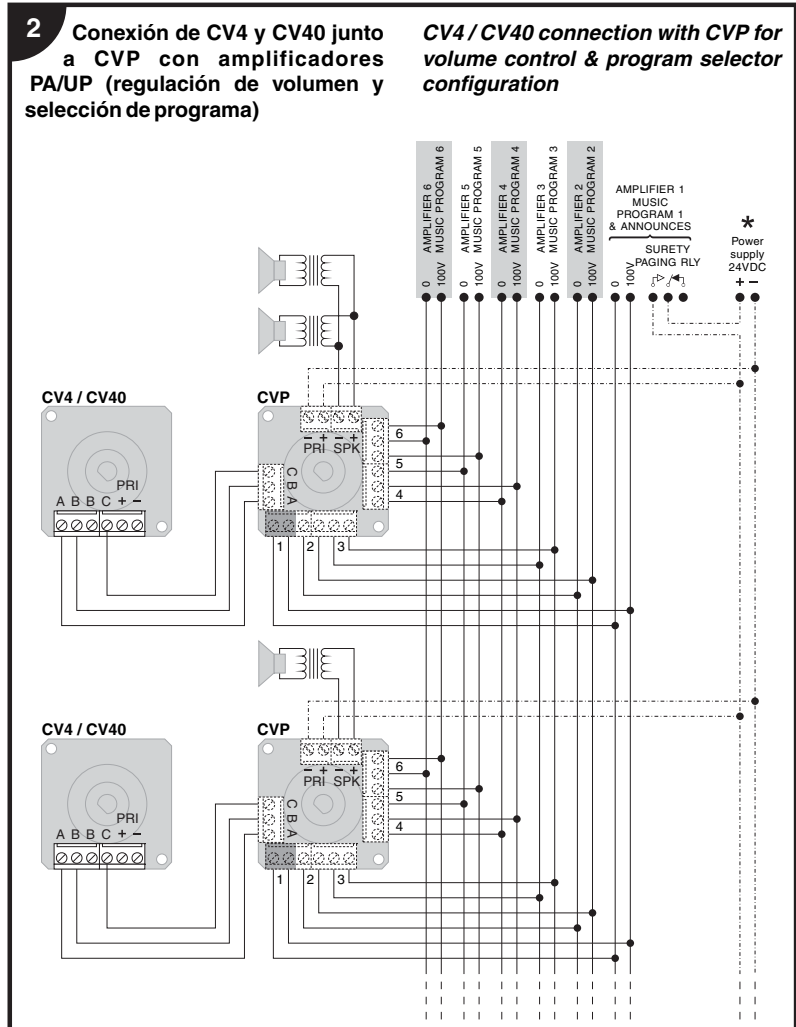 2
Conexión de CV4 y CV40 junto
a CVP con amplificadores
PA/UP (regulación de volumen y
selección de programa)
CV4 / CV40 connection with CVP for
volume control & program selector
configuration
0 AMPLIFIER 6
100V MUSIC PROGRAM 6
0 AMPLIFIER 5
100V MUSIC PROGRAM 5
0 AMPLIFIER 4
100V MUSIC PROGRAM 4
0 AMPLIFIER 3
100V MUSIC PROGRAM 3
0 AMPLIFIER 2
100V MUSIC PROGRAM 2
AMPLIFIER 1
MUSIC
PROGRAM 1
& ANNOUNCES
0
100V
SURETY
PAGING RLY
*
Power
supply
24VDC
+ −
CV4 / CV40
PRI
A B B C + −
CVP
− + − +
PRI SPK
C B A
6
5
4
1 2 3
CV4 / CV40
PRI
A B B C + −
CVP
− + − +
PRI SPK
C B A
6
5
4
1 2 3